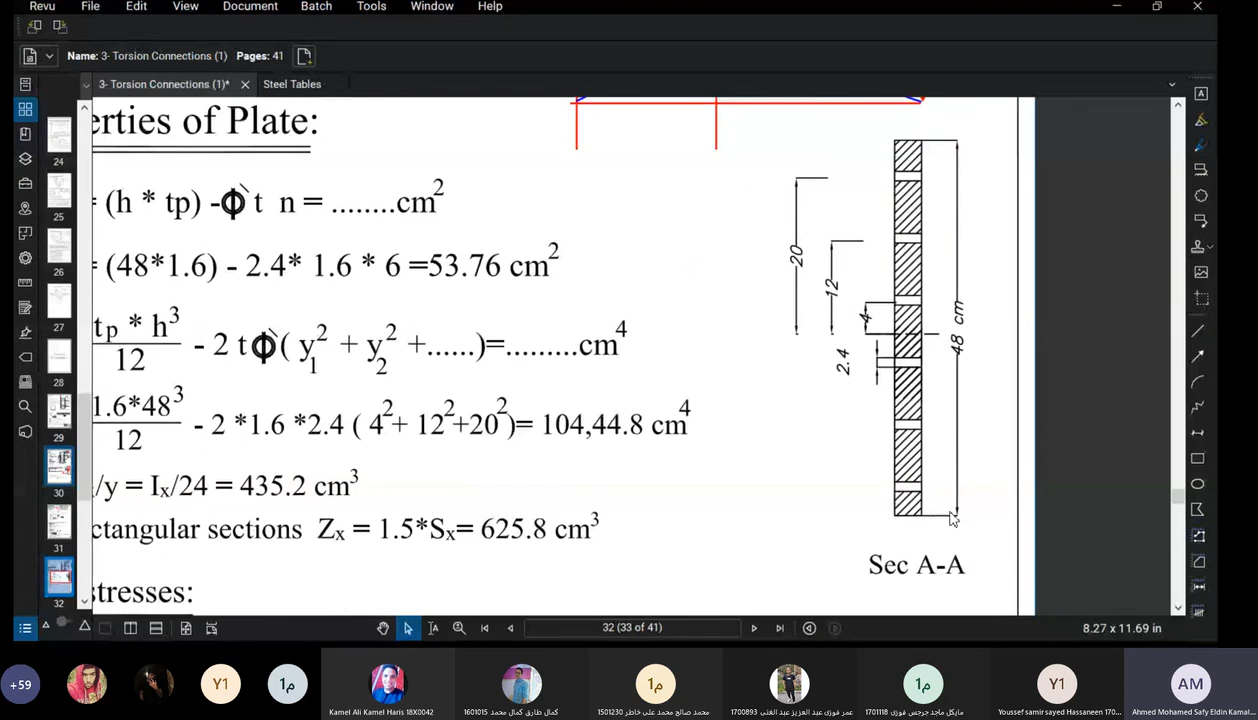 Revu File Edit View Document Batch Tools Window Help
Name: 3- Torsion Connections (1) Pages: 41
3- Torsion Connections (1)* Steel Tables
erties of Plate:
= (h * tp) -Φ` t n = ........cm2
= (48*1.6) - 2.4* 1.6 * 6 =53.76 cm2
tp * h3
12
- 2 t Φ` ( y12 + y22 +......)=.........cm4
1.6*483
12
- 2 *1.6 *2.4 ( 42+ 122+202)= 104,44.8 cm4
/y = Ix/24 = 435.2 cm3
ctangular sections Zx = 1.5*Sx= 625.8 cm3
stresses:
20
12
4
2.4
48 cm
Sec A-A
24
25
26
27
28
29
30
31
32
32 (33 of 41)
8.27 x 11.69 in
+59
Y1
م1
م1
م1
Y1
AM
Kamel Ali Kamel Haris 18X0042
كمال طارق كمال محمد 1601015
محمد صالح محمد على خاطر 1501230
عمر فوزى عبد العزيز عبد الغنى 1700893
مايكل ماجد جرجس فوزى 1701118
Youssef samir sayed Hassaneen 170...
Ahmed Mohamed Safy Eldin Kamal...